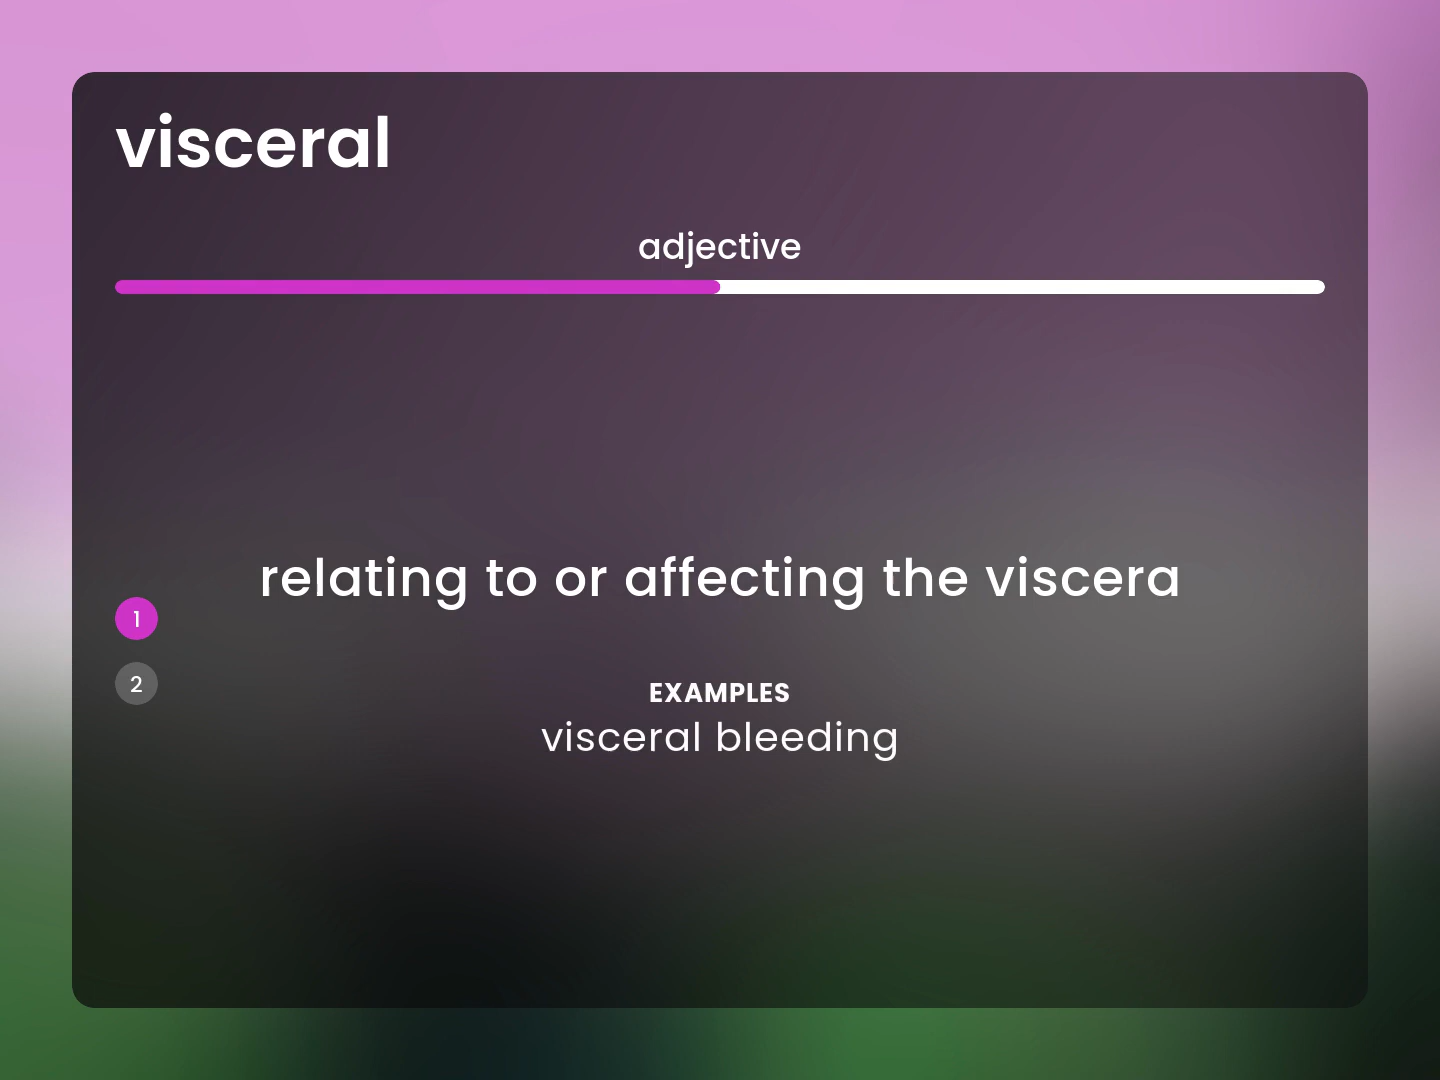 visceral
adjective
relating to or affecting the viscera
1
2
EXAMPLES
visceral bleeding